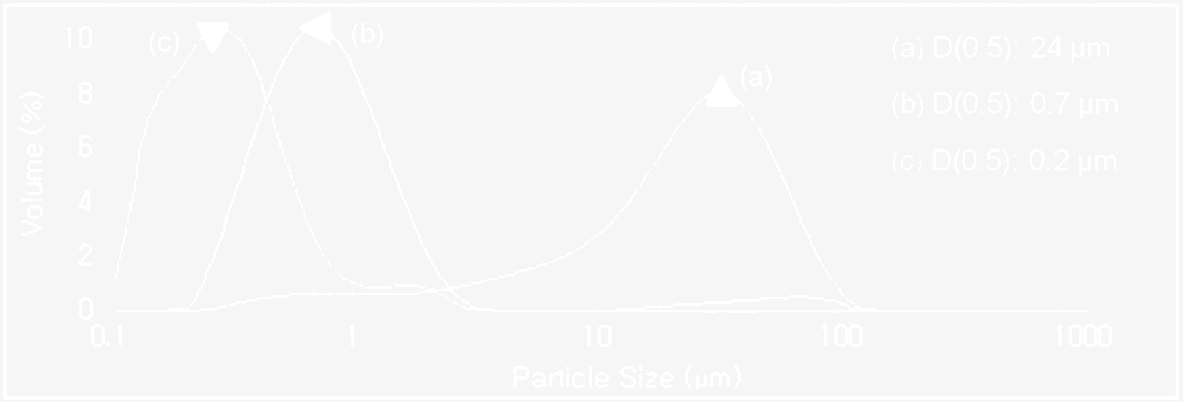 (c)
(b)
(a)
(a) D(0.5): 24 µm
(b) D(0.5): 0.7 µm
(c) D(0.5): 0.2 µm
Volume (%)
10
8
6
4
2
0
0.1 1 10 100 1000
Particle Size (µm)